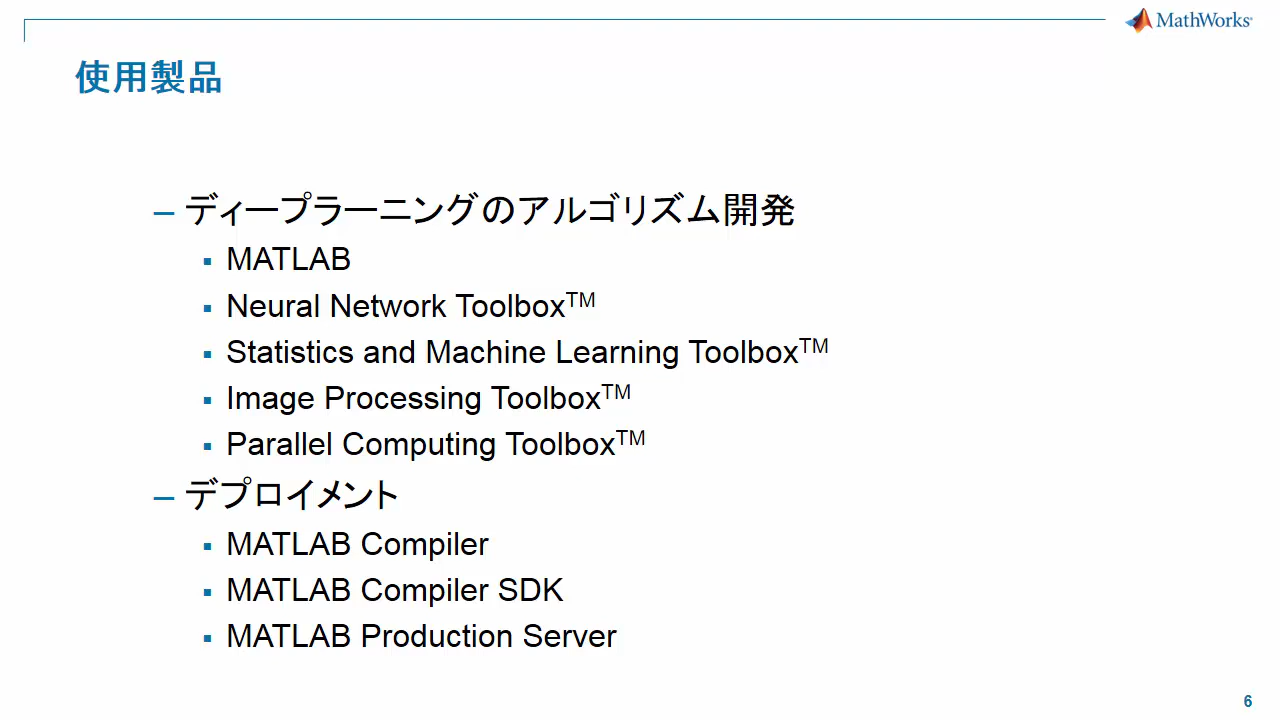 MathWorks
使用製品
– ディープラーニングのアルゴリズム開発
▪ MATLAB
▪ Neural Network Toolbox™
▪ Statistics and Machine Learning Toolbox™
▪ Image Processing Toolbox™
▪ Parallel Computing Toolbox™
– デプロイメント
▪ MATLAB Compiler
▪ MATLAB Compiler SDK
▪ MATLAB Production Server
6